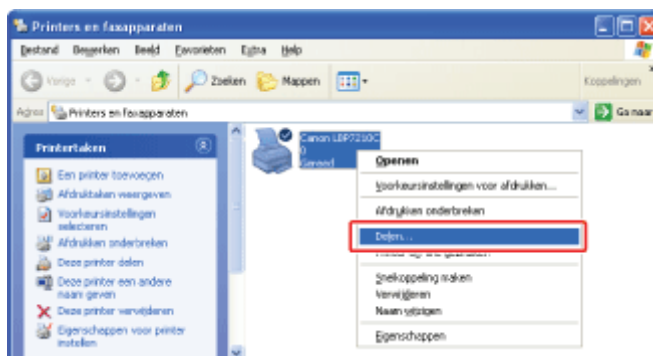 Printers en faxapparaten
Bestand Bewerken Beeld Favorieten Extra Help
Vorige Zoeken Mappen Koppelingen
Adres Printers en faxapparaten Ga naar
Printertaken
Een printer toevoegen
Afdruktaken weergeven
Voorkeursinstellingen
selecteren
Afdrukken onderbreken
Deze printer delen
Deze printer een andere
naam geven
Deze printer verwijderen
Eigenschappen voor printer
instellen
Canon LBP7210C
0
Gereed
Openen
Voorkeursinstellingen voor afdrukken...
Afdrukken onderbreken
Delen...
Snelkoppeling maken
Verwijderen
Naam wijzigen
Eigenschappen